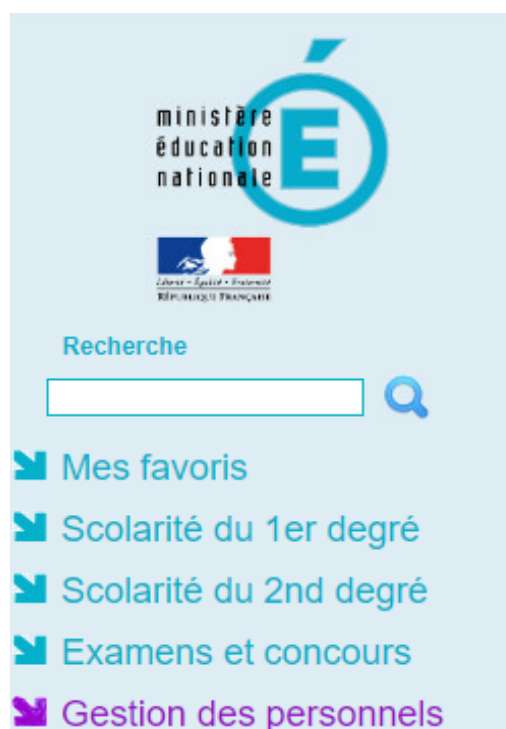 ministère
éducation
nationale
É
Liberté • Égalité • Fraternité
RÉPUBLIQUE FRANÇAISE
Recherche
Mes favoris
Scolarité du 1er degré
Scolarité du 2nd degré
Examens et concours
Gestion des personnels